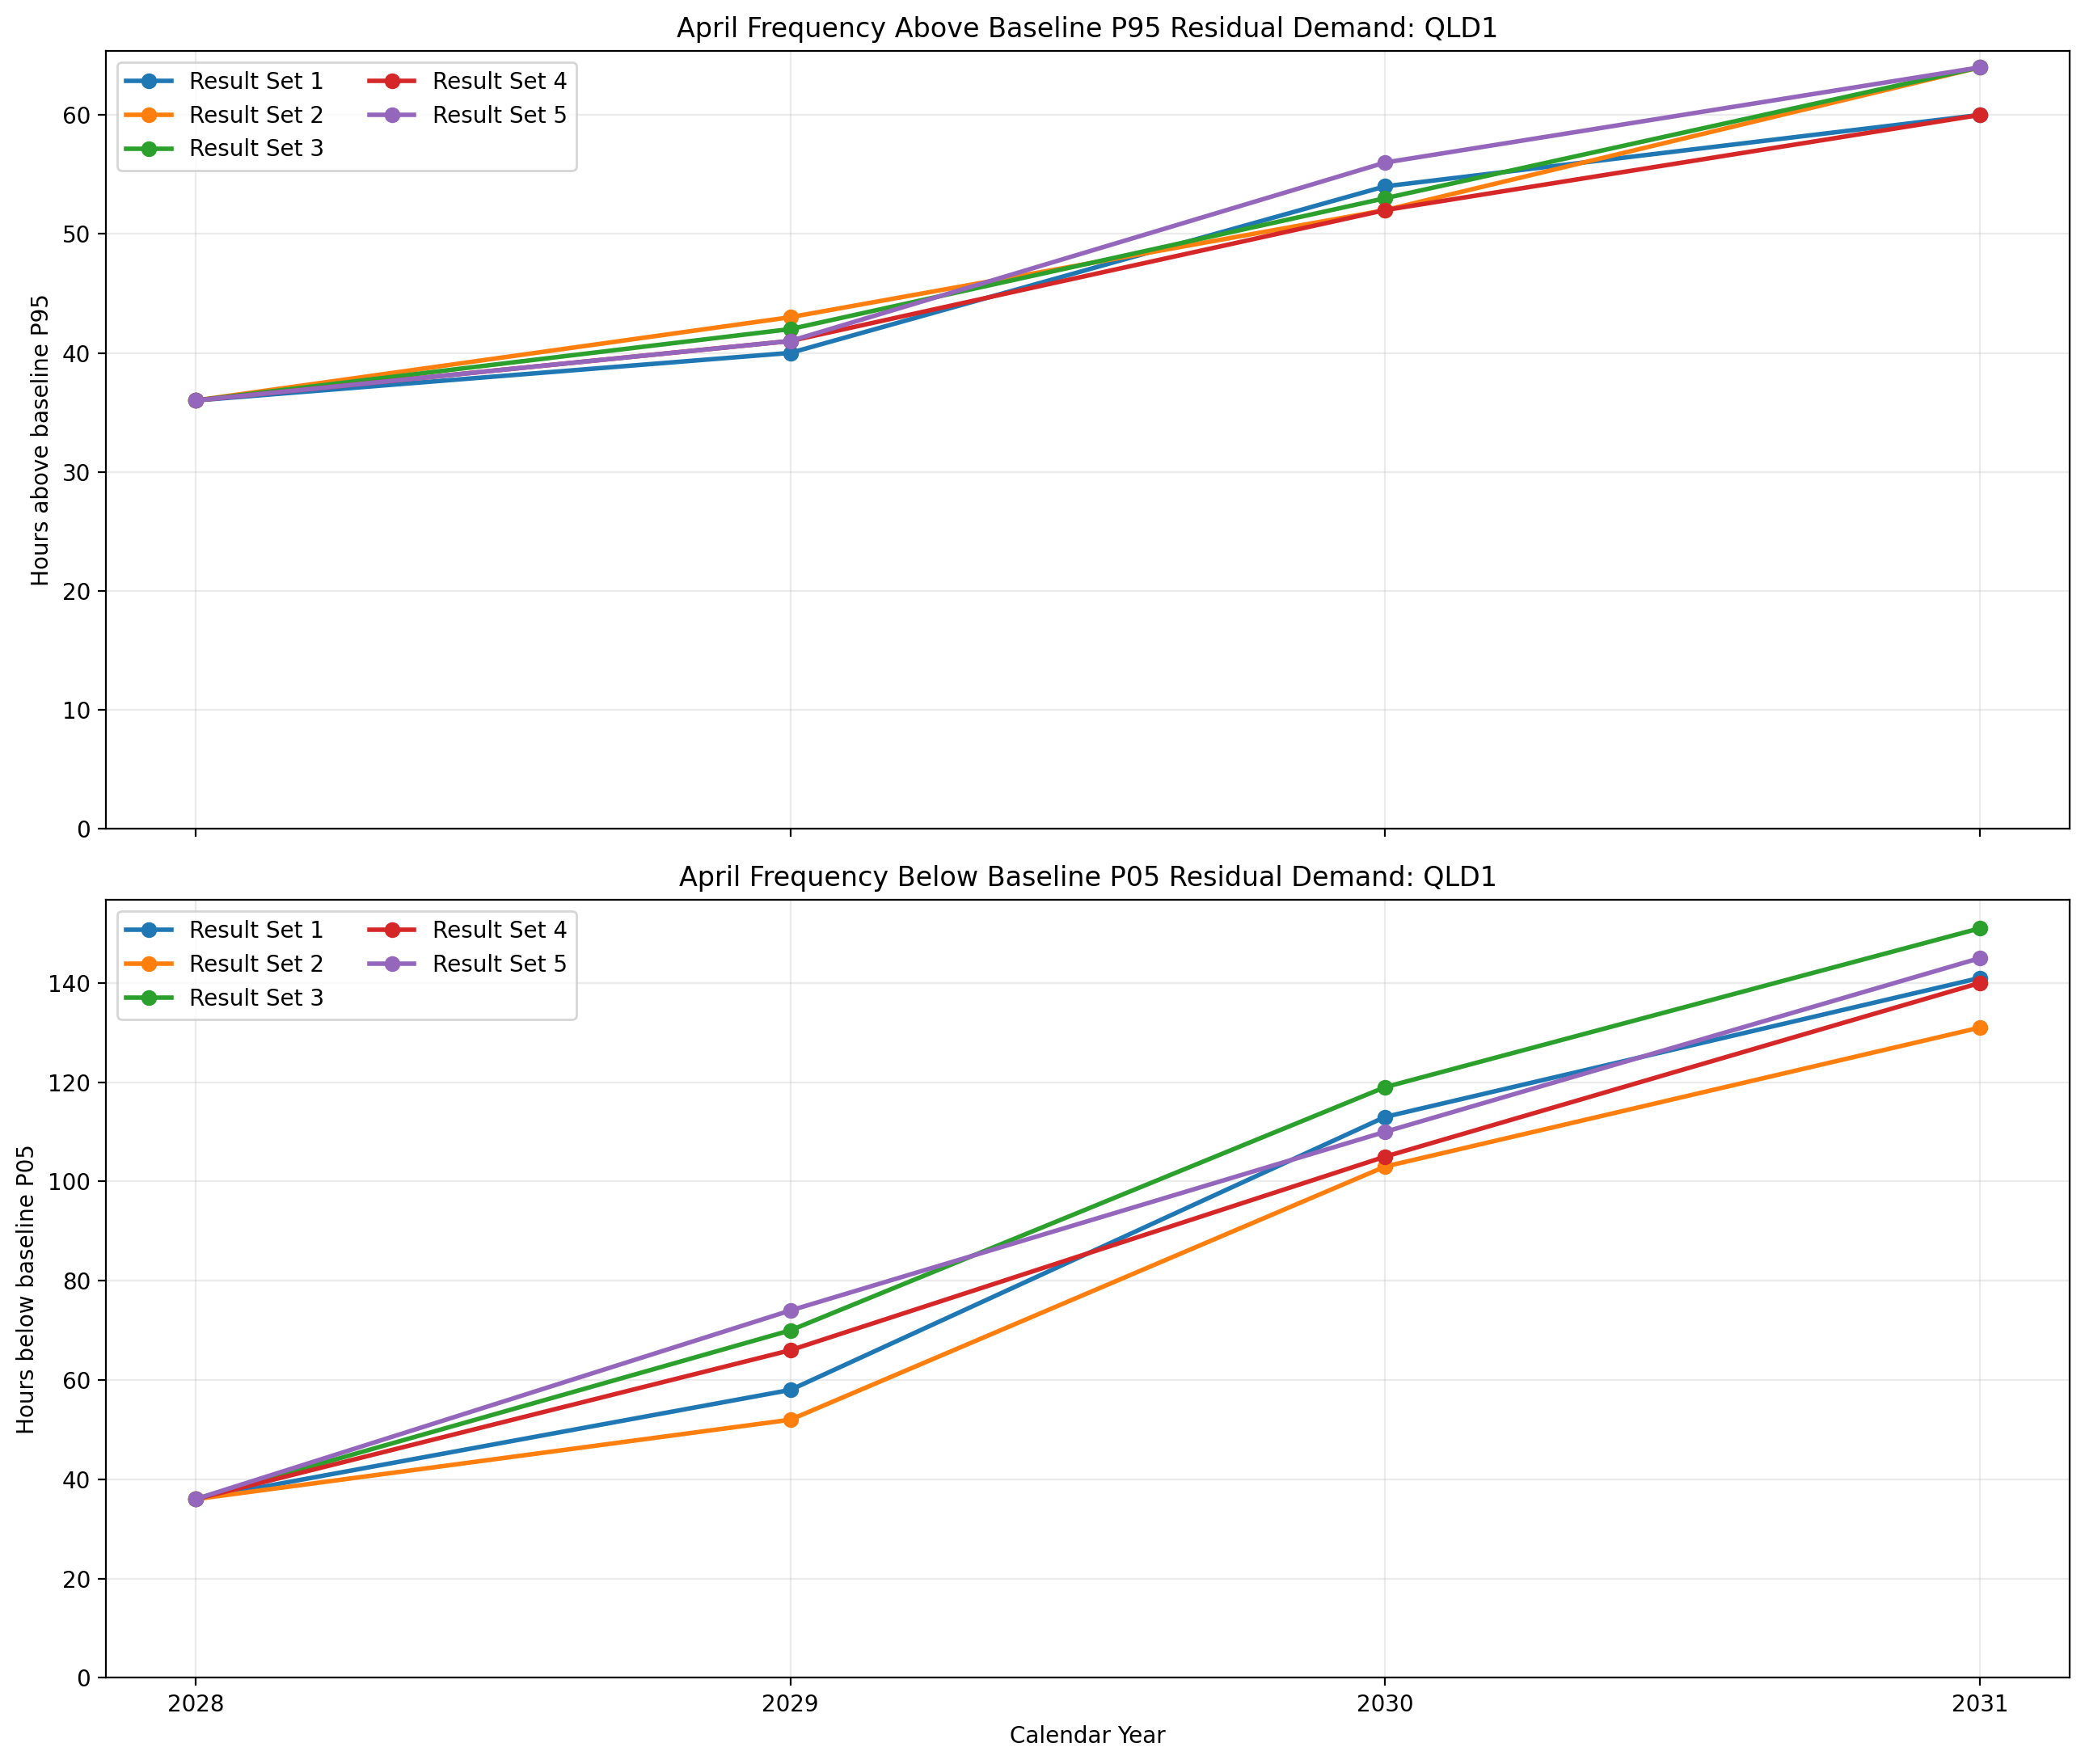 April Frequency Above Baseline P95 Residual Demand: QLD1
Result Set 1
Result Set 2
Result Set 3
Result Set 4
Result Set 5
Hours above baseline P95
60
50
40
30
20
10
0
April Frequency Below Baseline P05 Residual Demand: QLD1
Result Set 1
Result Set 2
Result Set 3
Result Set 4
Result Set 5
Hours below baseline P05
140
120
100
80
60
40
20
0
2028 2029 2030 2031
Calendar Year